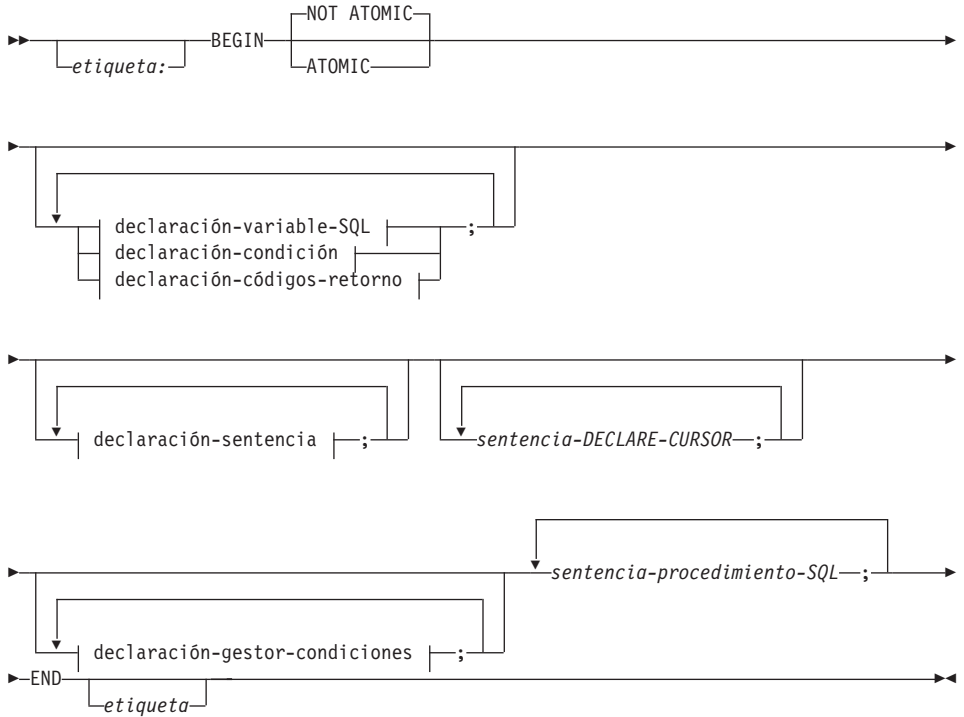 NOT ATOMIC
BEGIN
etiqueta:
ATOMIC
declaración-variable-SQL ;
declaración-condición
declaración-códigos-retorno
declaración-sentencia ;
sentencia-DECLARE-CURSOR ;
sentencia-procedimiento-SQL ;
declaración-gestor-condiciones ;
END
etiqueta